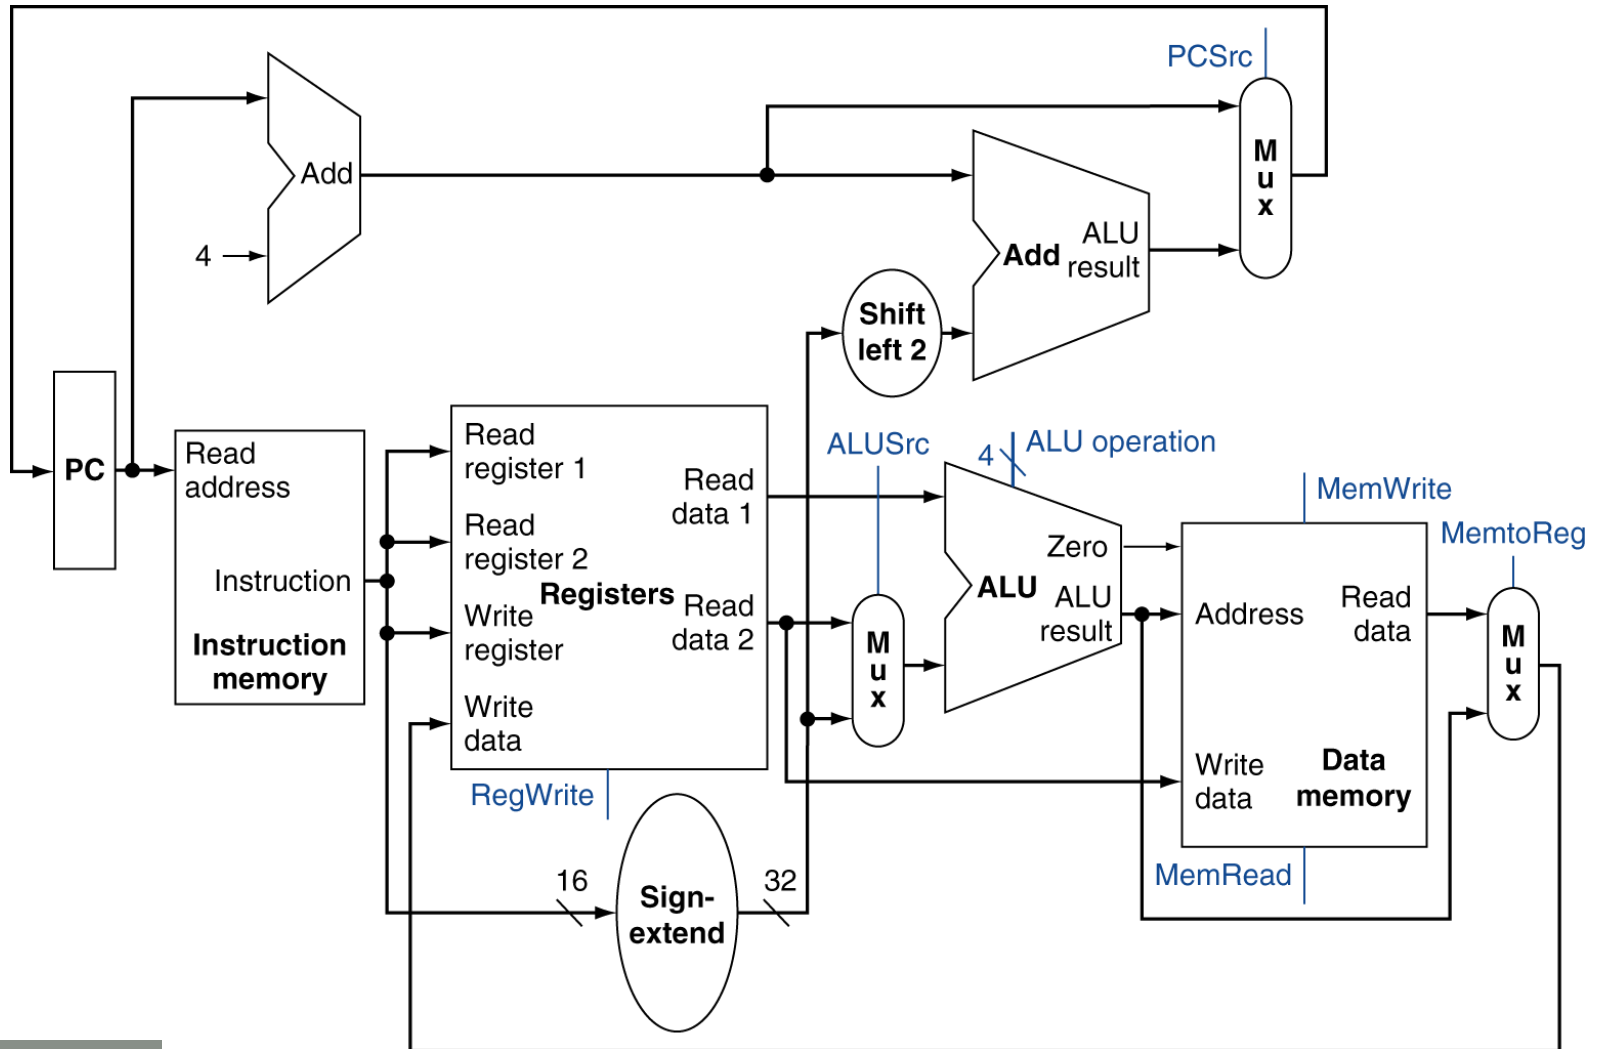 PCSrc
M
u
x
Add
4
Add
ALU
result
Shift
left 2
PC
Read
address
Instruction
Instruction
memory
Read
register 1
Read
register 2
Write
register
Write
data
Registers
Read
data 1
Read
data 2
RegWrite
16
Sign-
extend
32
ALUSrc
M
u
x
4
ALU operation
Zero
ALU
ALU
result
MemWrite
Address
Read
data
Write
data
Data
memory
MemRead
MemtoReg
M
u
x